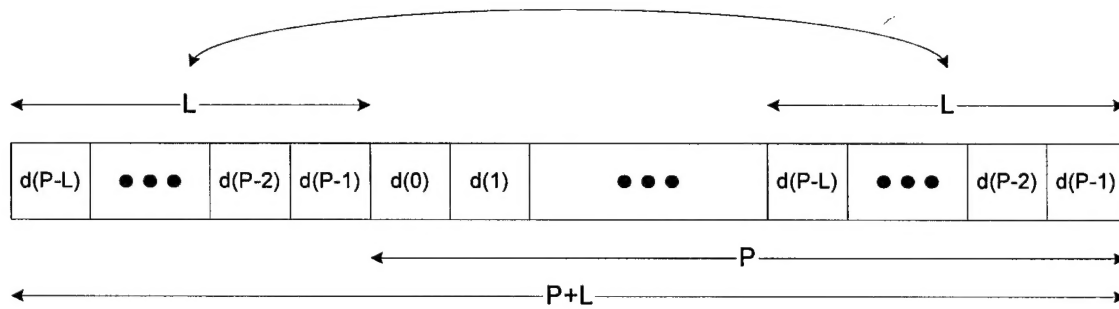 L L
d(P-L) ●●● d(P-2) d(P-1) d(0) d(1) ●●● d(P-L) ●●● d(P-2) d(P-1)
P
P+L